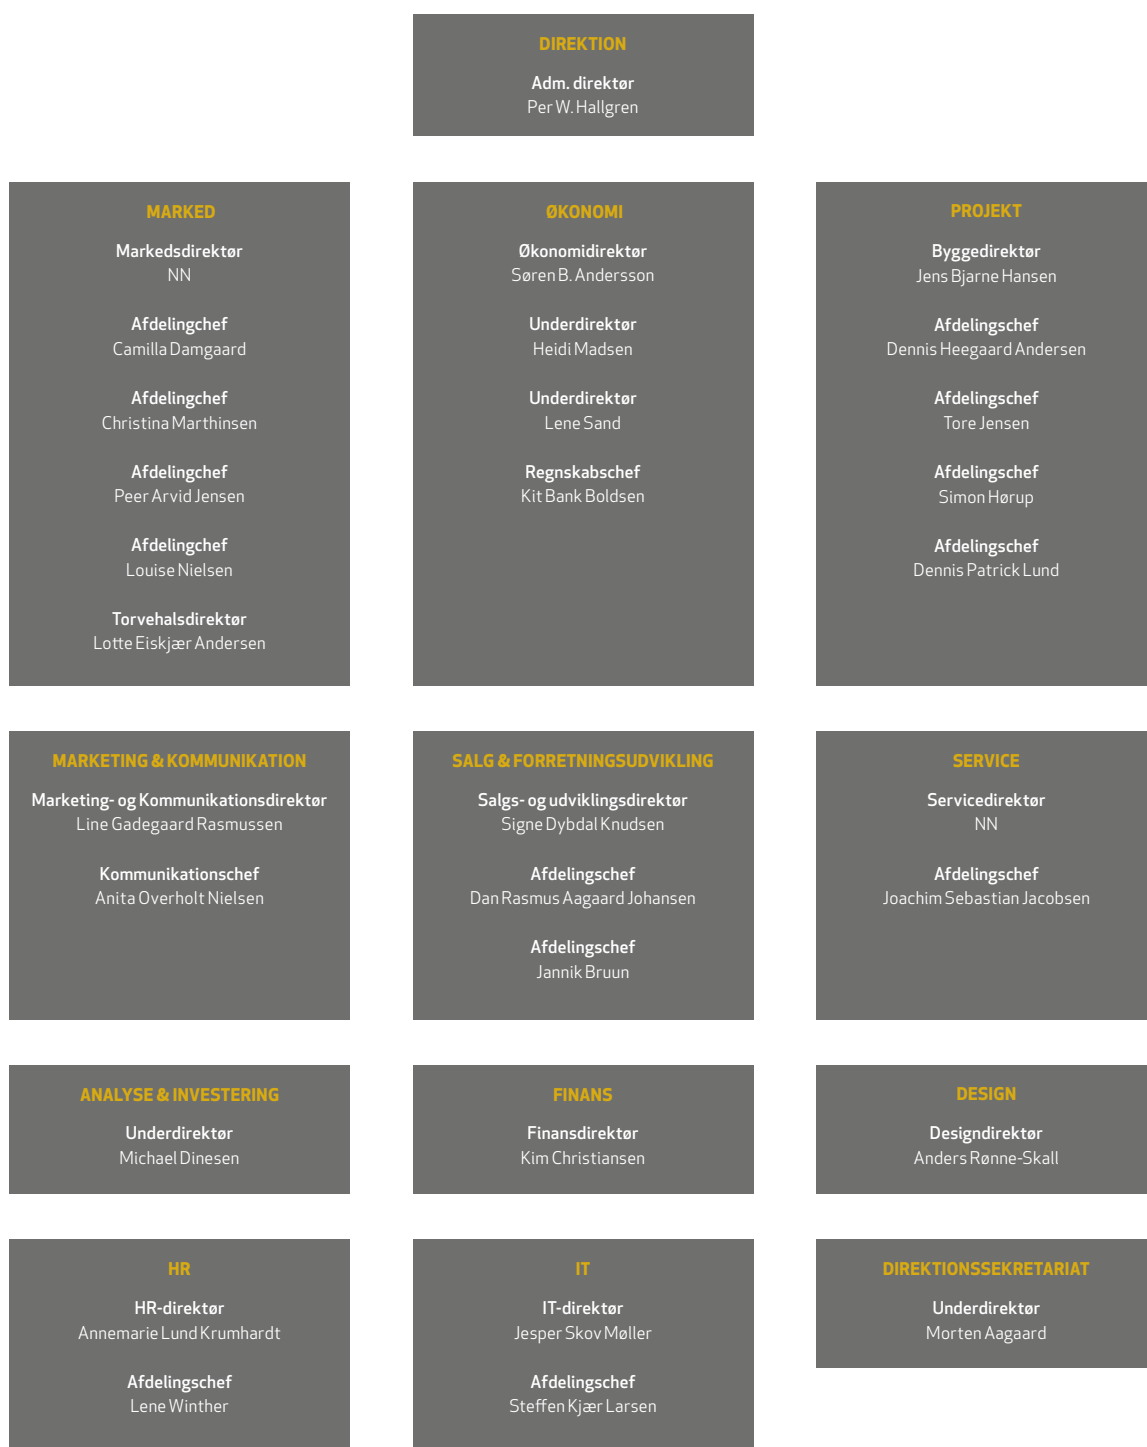 DIREKTION
Adm. direktør
Per W. Hallgren
MARKED
Markedsdirektør
NN
Afdelingchef
Camilla Damgaard
Afdelingchef
Christina Marthinsen
Afdelingchef
Peer Arvid Jensen
Afdelingchef
Louise Nielsen
Torvehalsdirektør
Lotte Eiskjær Andersen
ØKONOMI
Økonomidirektør
Søren B. Andersson
Underdirektør
Heidi Madsen
Underdirektør
Lene Sand
Regnskabschef
Kit Bank Boldsen
PROJEKT
Byggedirektør
Jens Bjarne Hansen
Afdelingschef
Dennis Heegaard Andersen
Afdelingschef
Tore Jensen
Afdelingschef
Simon Hørup
Afdelingschef
Dennis Patrick Lund
MARKETING & KOMMUNIKATION
Marketing- og Kommunikationsdirektør
Line Gadegaard Rasmussen
Kommunikationschef
Anita Overholt Nielsen
SALG & FORRETNINGSUDVIKLING
Salgs- og udviklingsdirektør
Signe Dybdal Knudsen
Afdelingschef
Dan Rasmus Aagaard Johansen
Afdelingschef
Jannik Bruun
SERVICE
Servicedirektør
NN
Afdelingschef
Joachim Sebastian Jacobsen
ANALYSE & INVESTERING
Underdirektør
Michael Dinesen
FINANS
Finansdirektør
Kim Christiansen
DESIGN
Designdirektør
Anders Rønne-Skall
HR
HR-direktør
Annemarie Lund Krumhardt
Afdelingschef
Lene Winther
IT
IT-direktør
Jesper Skov Møller
Afdelingschef
Steffen Kjær Larsen
DIREKTIONSSEKRETARIAT
Underdirektør
Morten Aagaard